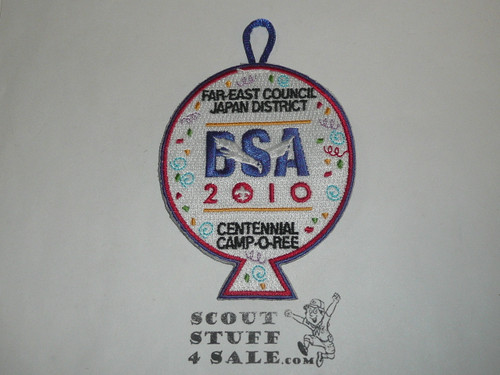 FAR EAST COUNCIL
JAPAN DISTRICT
BSA
2010
CENTENNIAL
CAMP-O-REE
SCOUT
STUFF
4 SALE.com